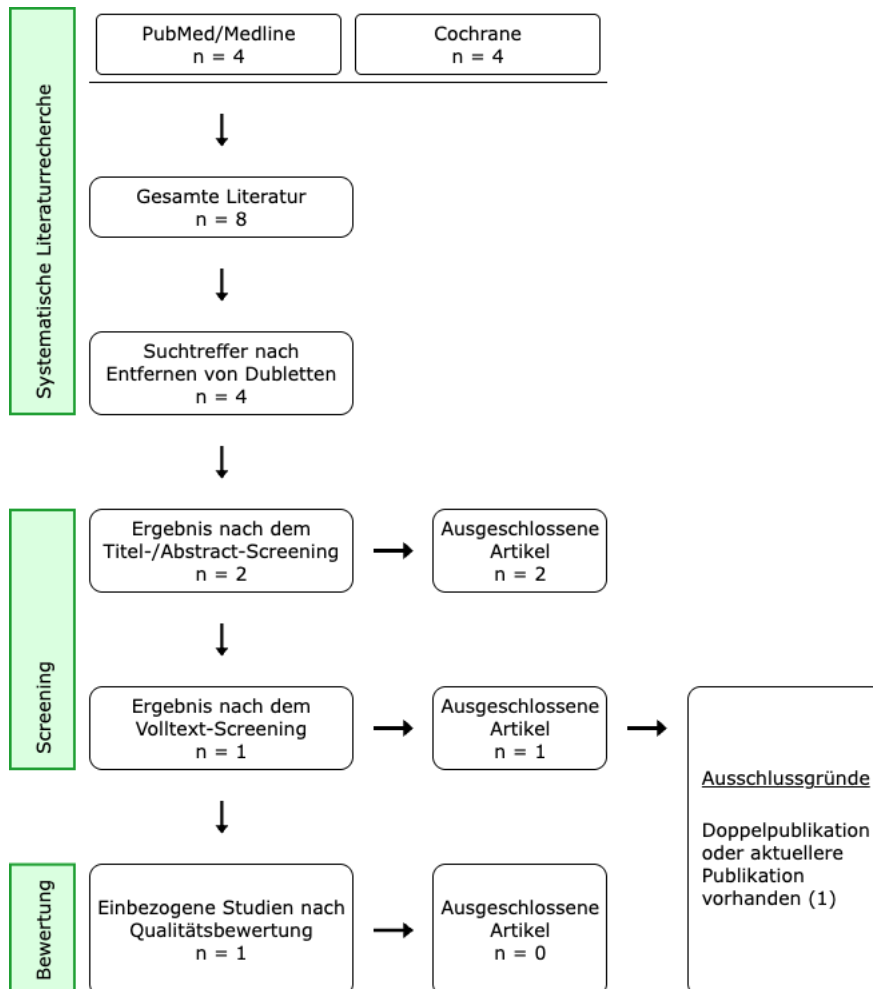 Systematische Literaturrecherche
PubMed/Medline
n = 4
Cochrane
n = 4
Gesamte Literatur
n = 8
Suchtreffer nach
Entfernen von Dubletten
n = 4
Screening
Ergebnis nach dem
Titel-/Abstract-Screening
n = 2
Ausgeschlossene
Artikel
n = 2
Ergebnis nach dem
Volltext-Screening
n = 1
Ausgeschlossene
Artikel
n = 1
Ausschlussgründe
Doppelpublikation
oder aktuellere
Publikation
vorhanden (1)
Bewertung
Einbezogene Studien nach
Qualitätsbewertung
n = 1
Ausgeschlossene
Artikel
n = 0